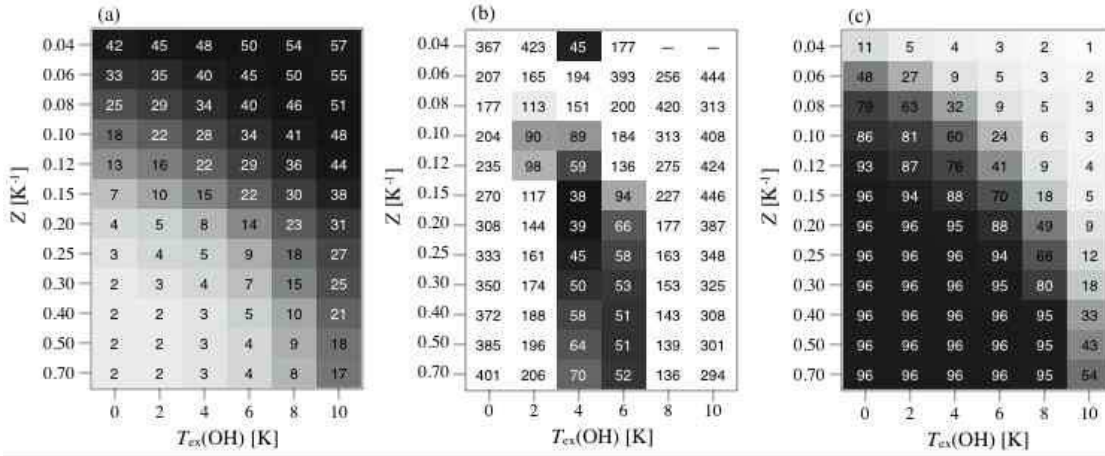 (a)
(b)
(c)
0.04 42 45 48 50 54 57
0.06 33 35 40 45 50 55
0.08 25 29 34 40 46 51
0.10 18 22 28 34 41 48
0.12 13 16 22 29 36 44
0.15 7 10 15 22 30 38
0.20 4 5 8 14 23 31
0.25 3 4 5 9 18 27
0.30 2 3 4 7 15 25
0.40 2 2 3 5 10 21
0.50 2 2 3 4 9 18
0.70 2 2 3 4 8 17
Z [K⁻¹]
0 2 4 6 8 10
Tex(OH) [K]
0.04 367 423 45 177 – –
0.06 207 165 194 393 256 444
0.08 177 113 151 200 420 313
0.10 204 90 89 184 313 408
0.12 235 98 59 136 275 424
0.15 270 117 38 94 227 446
0.20 308 144 39 66 177 387
0.25 333 161 45 58 163 348
0.30 350 174 50 53 153 325
0.40 372 188 58 51 143 308
0.50 385 196 64 51 139 301
0.70 401 206 70 52 136 294
Z [K⁻¹]
0 2 4 6 8 10
Tex(OH) [K]
0.04 11 5 4 3 2 1
0.06 48 27 9 5 3 2
0.08 79 63 32 9 5 3
0.10 86 81 60 24 6 3
0.12 93 87 76 41 9 4
0.15 96 94 88 70 18 5
0.20 96 96 95 88 49 9
0.25 96 96 96 94 66 12
0.30 96 96 96 95 80 18
0.40 96 96 96 96 95 33
0.50 96 96 96 96 95 43
0.70 96 96 96 96 95 54
Z [K⁻¹]
0 2 4 6 8 10
Tex(OH) [K]